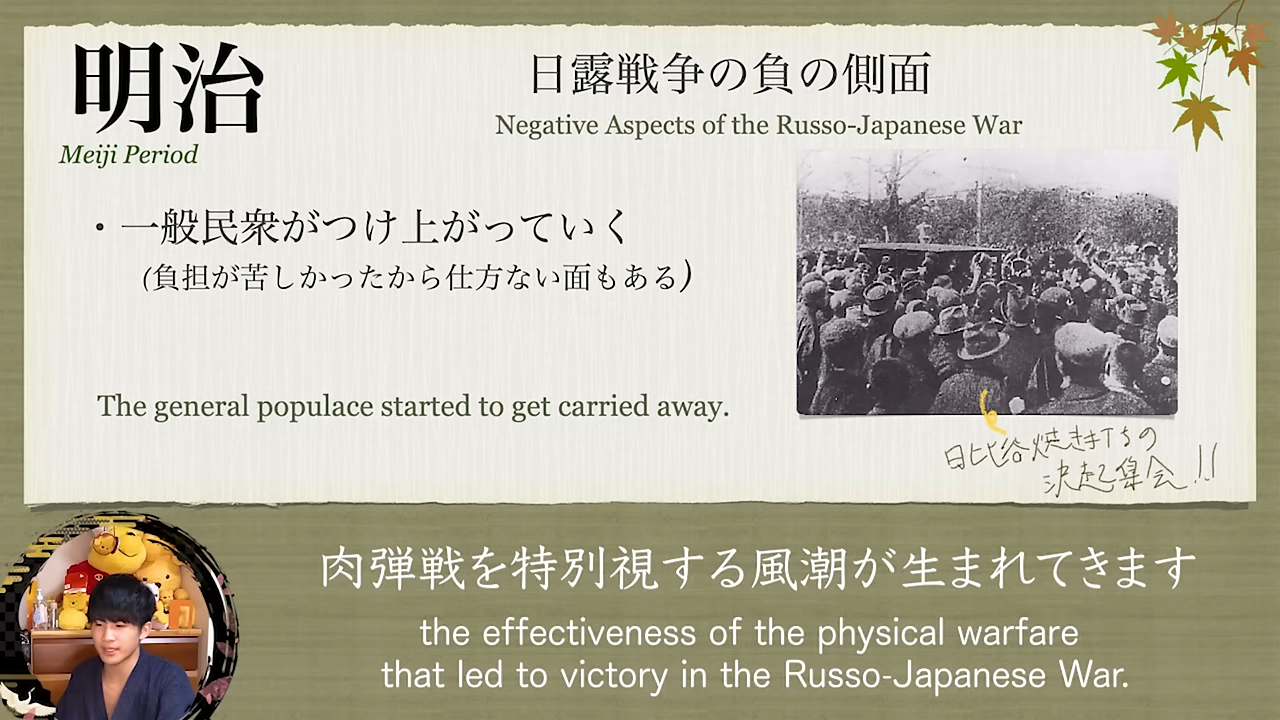 明治
Meiji Period
日露戦争の負の側面
Negative Aspects of the Russo-Japanese War
・一般民衆がつけ上がっていく
(負担が苦しかったから仕方ない面もある)
The general populace started to get carried away.
日比谷焼き打ちの
決起集会!!
肉弾戦を特別視する風潮が生まれてきます
the effectiveness of the physical warfare
that led to victory in the Russo-Japanese War.